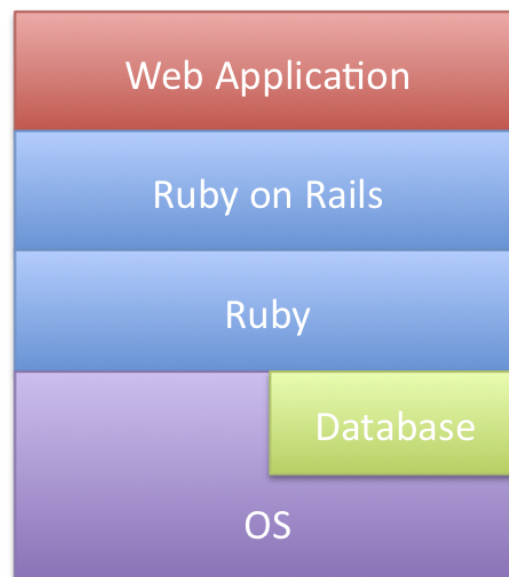 Web Application
Ruby on Rails
Ruby
Database
OS